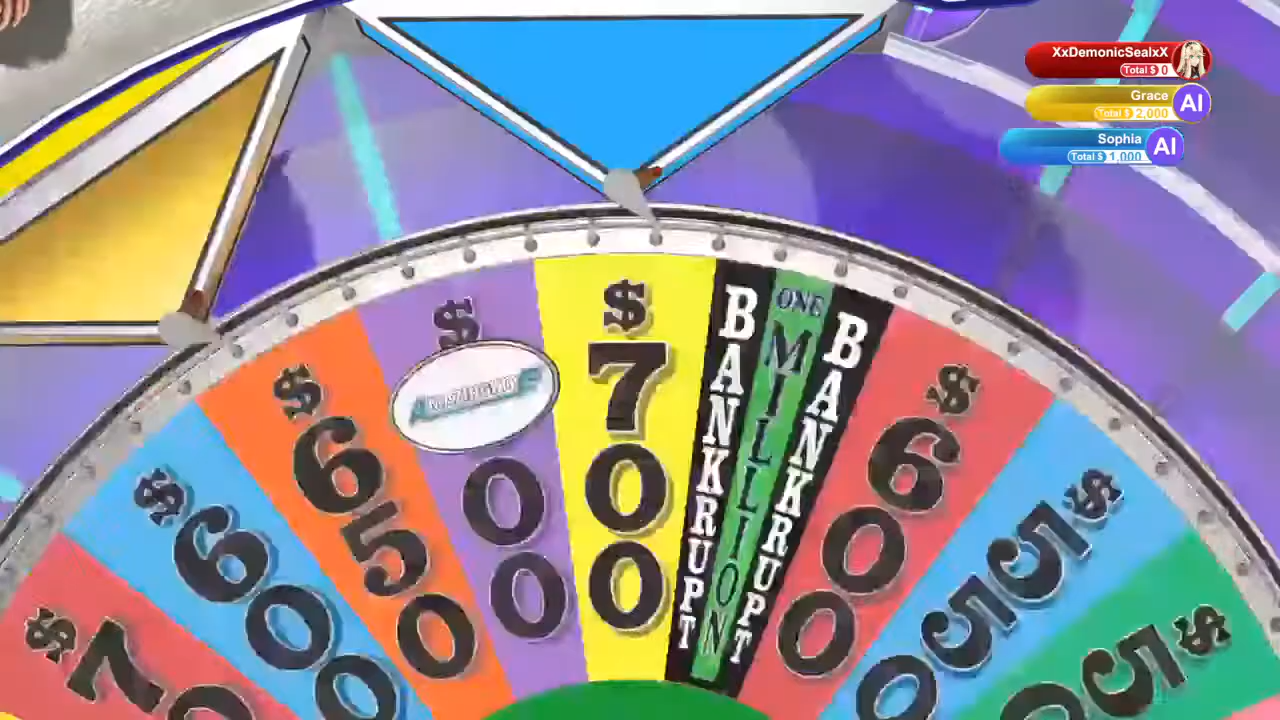 XxDemonicSealxX
Total $ 0
Grace
AI
Total $ 2,000
Sophia
AI
Total $ 1,000
$700
$600
$650
$ 00
$700
BANKRUPT
ONE MILLION
BANKRUPT
$600
$550